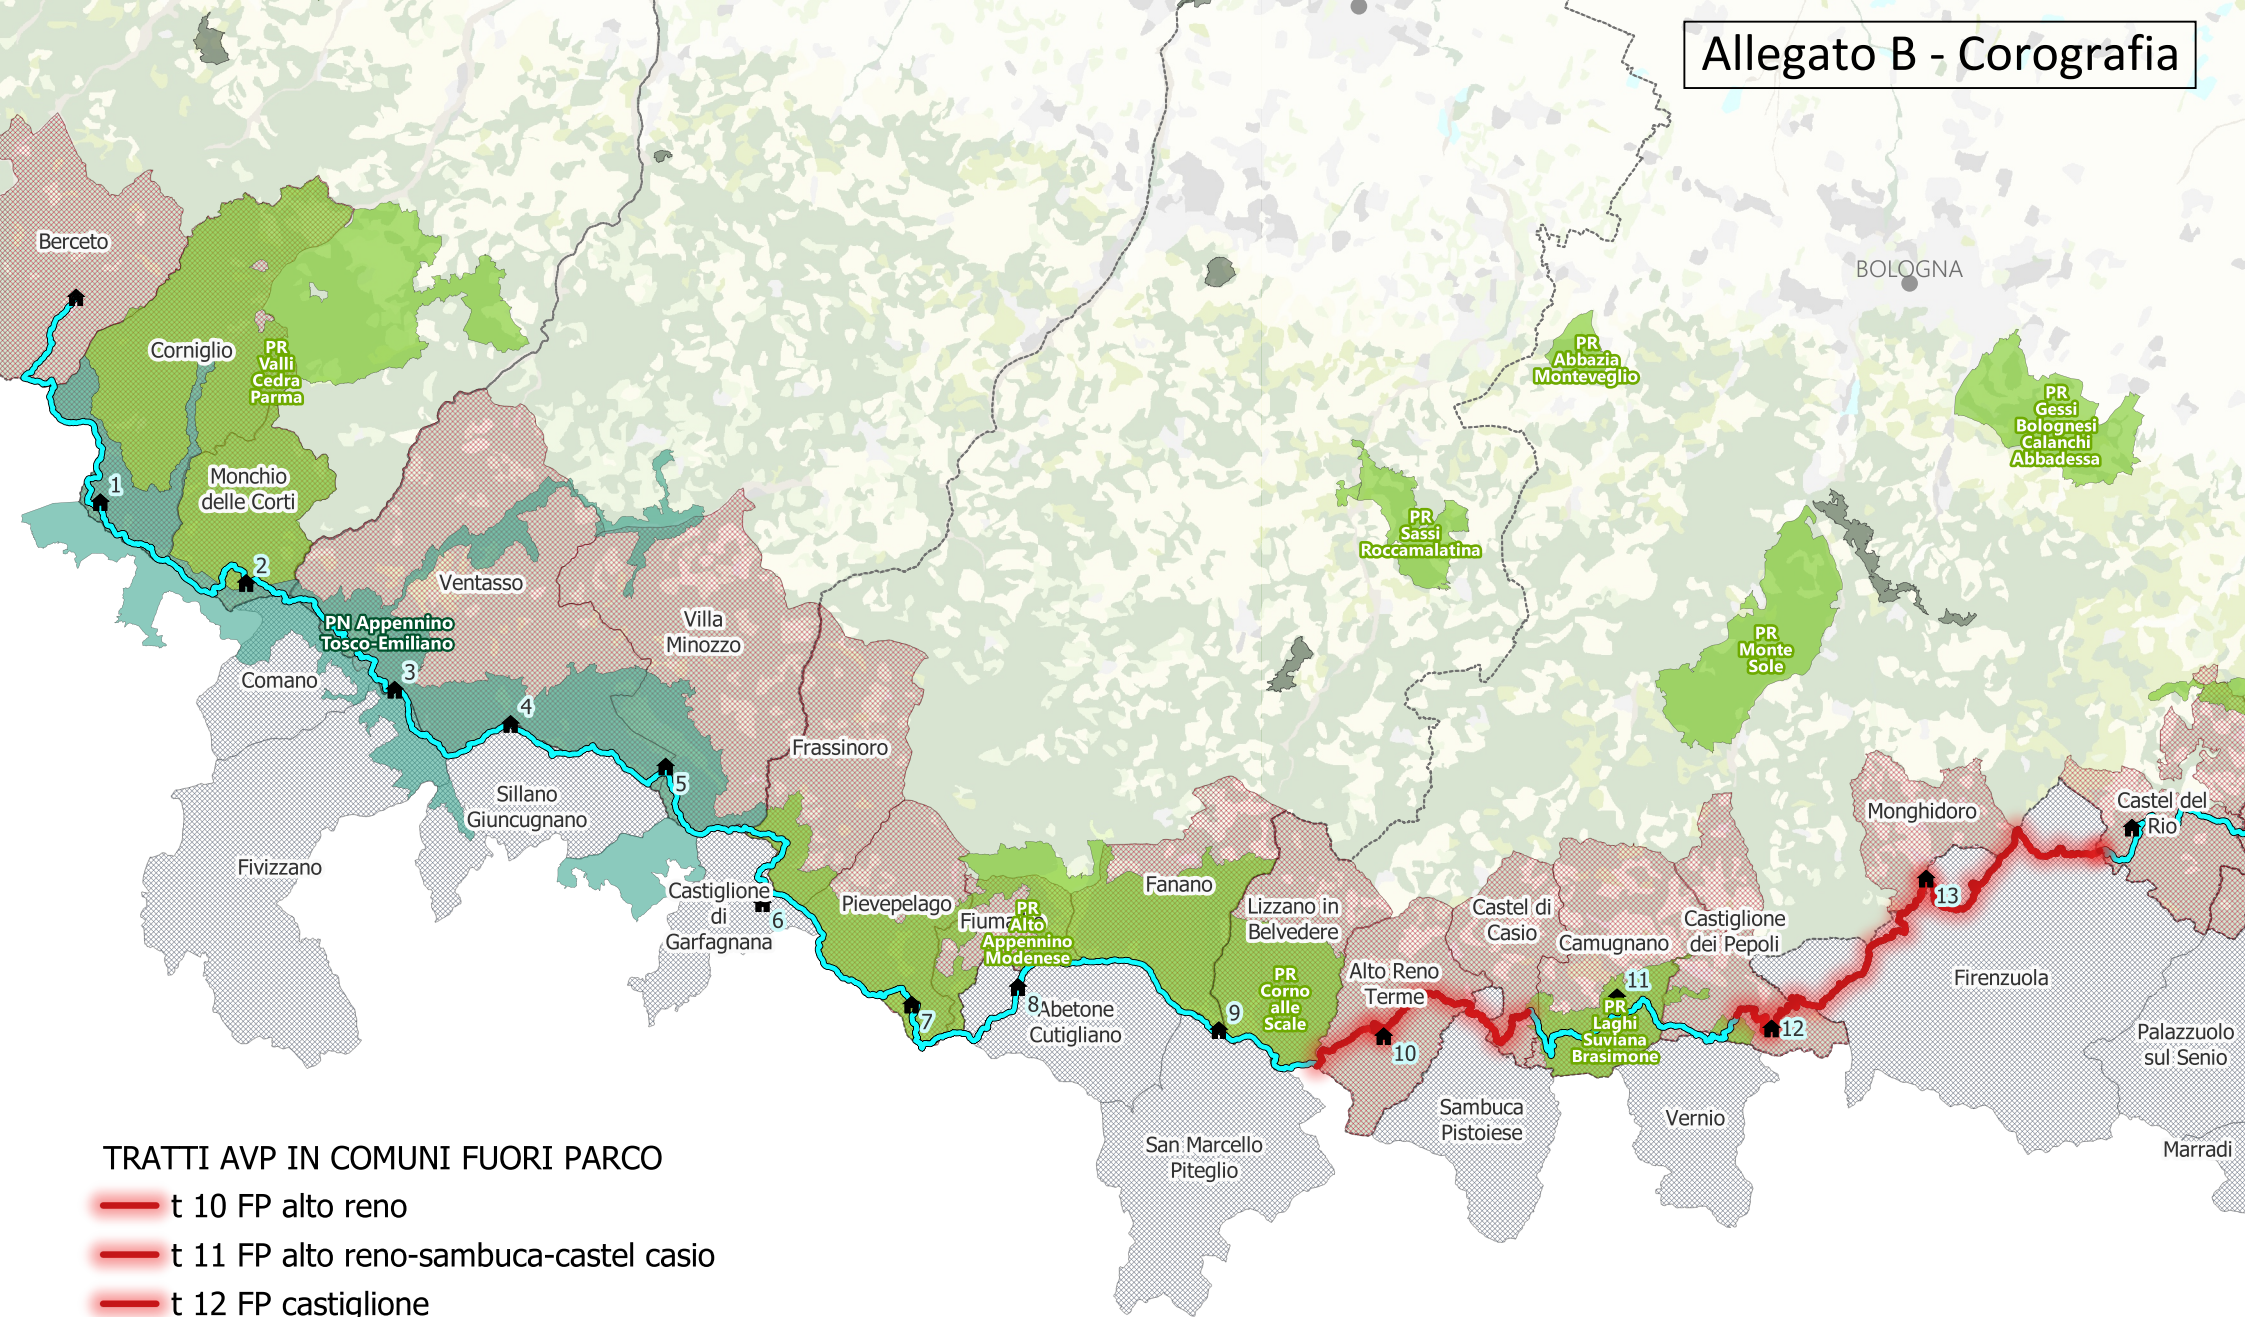 Allegato B - Corografia
BOLOGNA
Berceto
Corniglio
PR
Valli
Cedra
Parma
PR
Abbazia
Monteveglio
PR
Gessi
Bolognesi
Calanchi
Abbadessa
1
Monchio
delle Corti
2
PR
Sassi
Roccamalatina
Ventasso
PN Appennino
Tosco-Emiliano
Villa
Minozzo
PR
Monte
Sole
Comano
3
4
Frassinoro
5
Sillano
Giuncugnano
Fivizzano
Castiglione
di
Garfagnana
6
Pievepelago
7
PR
Alto
Appennino
Modenese
8
Abetone
Cutigliano
Fanano
9
Lizzano in
Belvedere
PR
Corno
alle
Scale
Alto Reno
Terme
10
Castel di
Casio
Camugnano
11
PR
Laghi
Suviana
Brasimone
Castiglione
dei Pepoli
12
Monghidoro
13
Castel del
Rio
Firenzuola
Palazzuolo
sul Senio
Marradi
Vernio
Sambuca
Pistoiese
San Marcello
Piteglio
TRATTI AVP IN COMUNI FUORI PARCO
t 10 FP alto reno
t 11 FP alto reno-sambuca-castel casio
t 12 FP castiglione